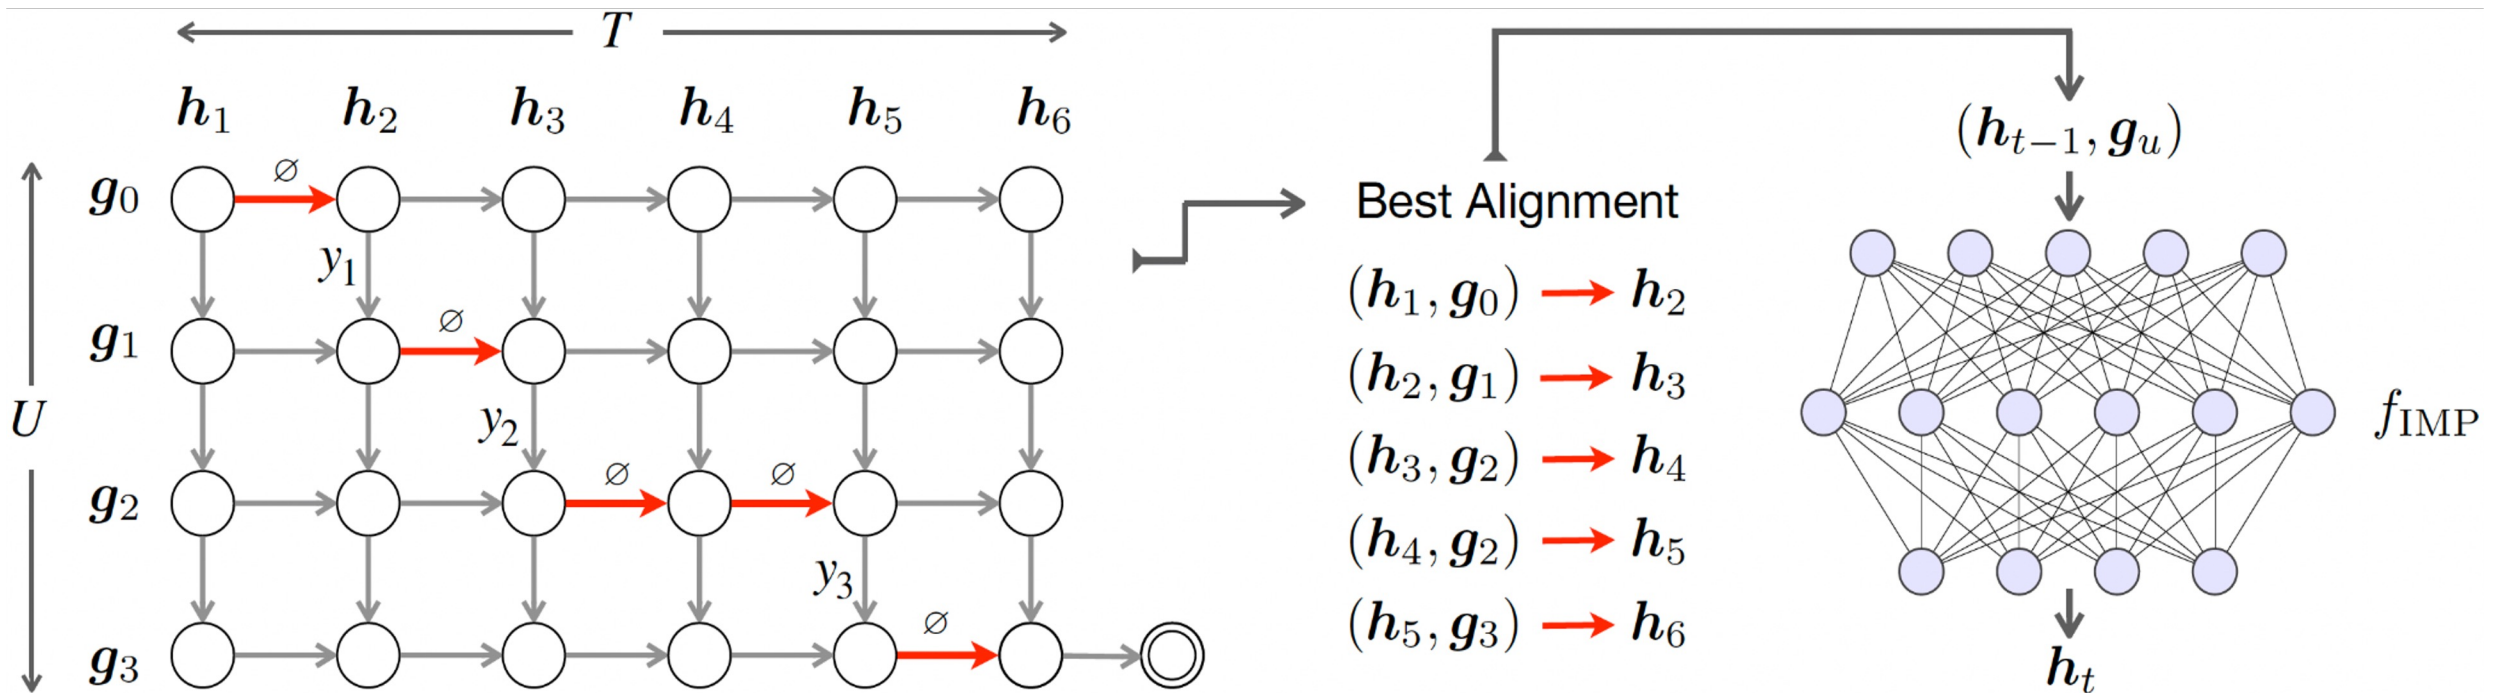 T
h₁ h₂ h₃ h₄ h₅ h₆
U
g₀ ∅
y₁
g₁ ∅
y₂
g₂ ∅ ∅
y₃
g₃ ∅
Best Alignment
(h₁, g₀) → h₂
(h₂, g₁) → h₃
(h₃, g₂) → h₄
(h₄, g₂) → h₅
(h₅, g₃) → h₆
(hₜ₋₁, gᵤ)
f_IMP
hₜ